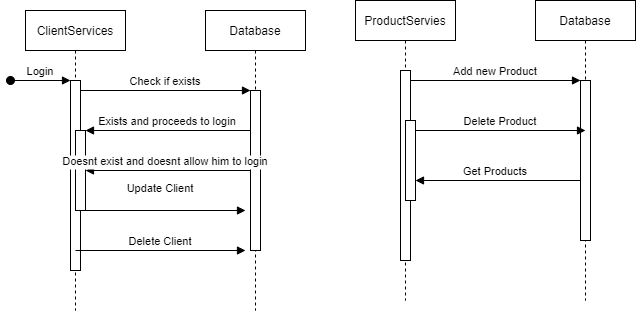 ClientServices
Database
Login
Check if exists
Exists and proceeds to login
Doesnt exist and doesnt allow him to login
Update Client
Delete Client
ProductServies
Database
Add new Product
Delete Product
Get Products